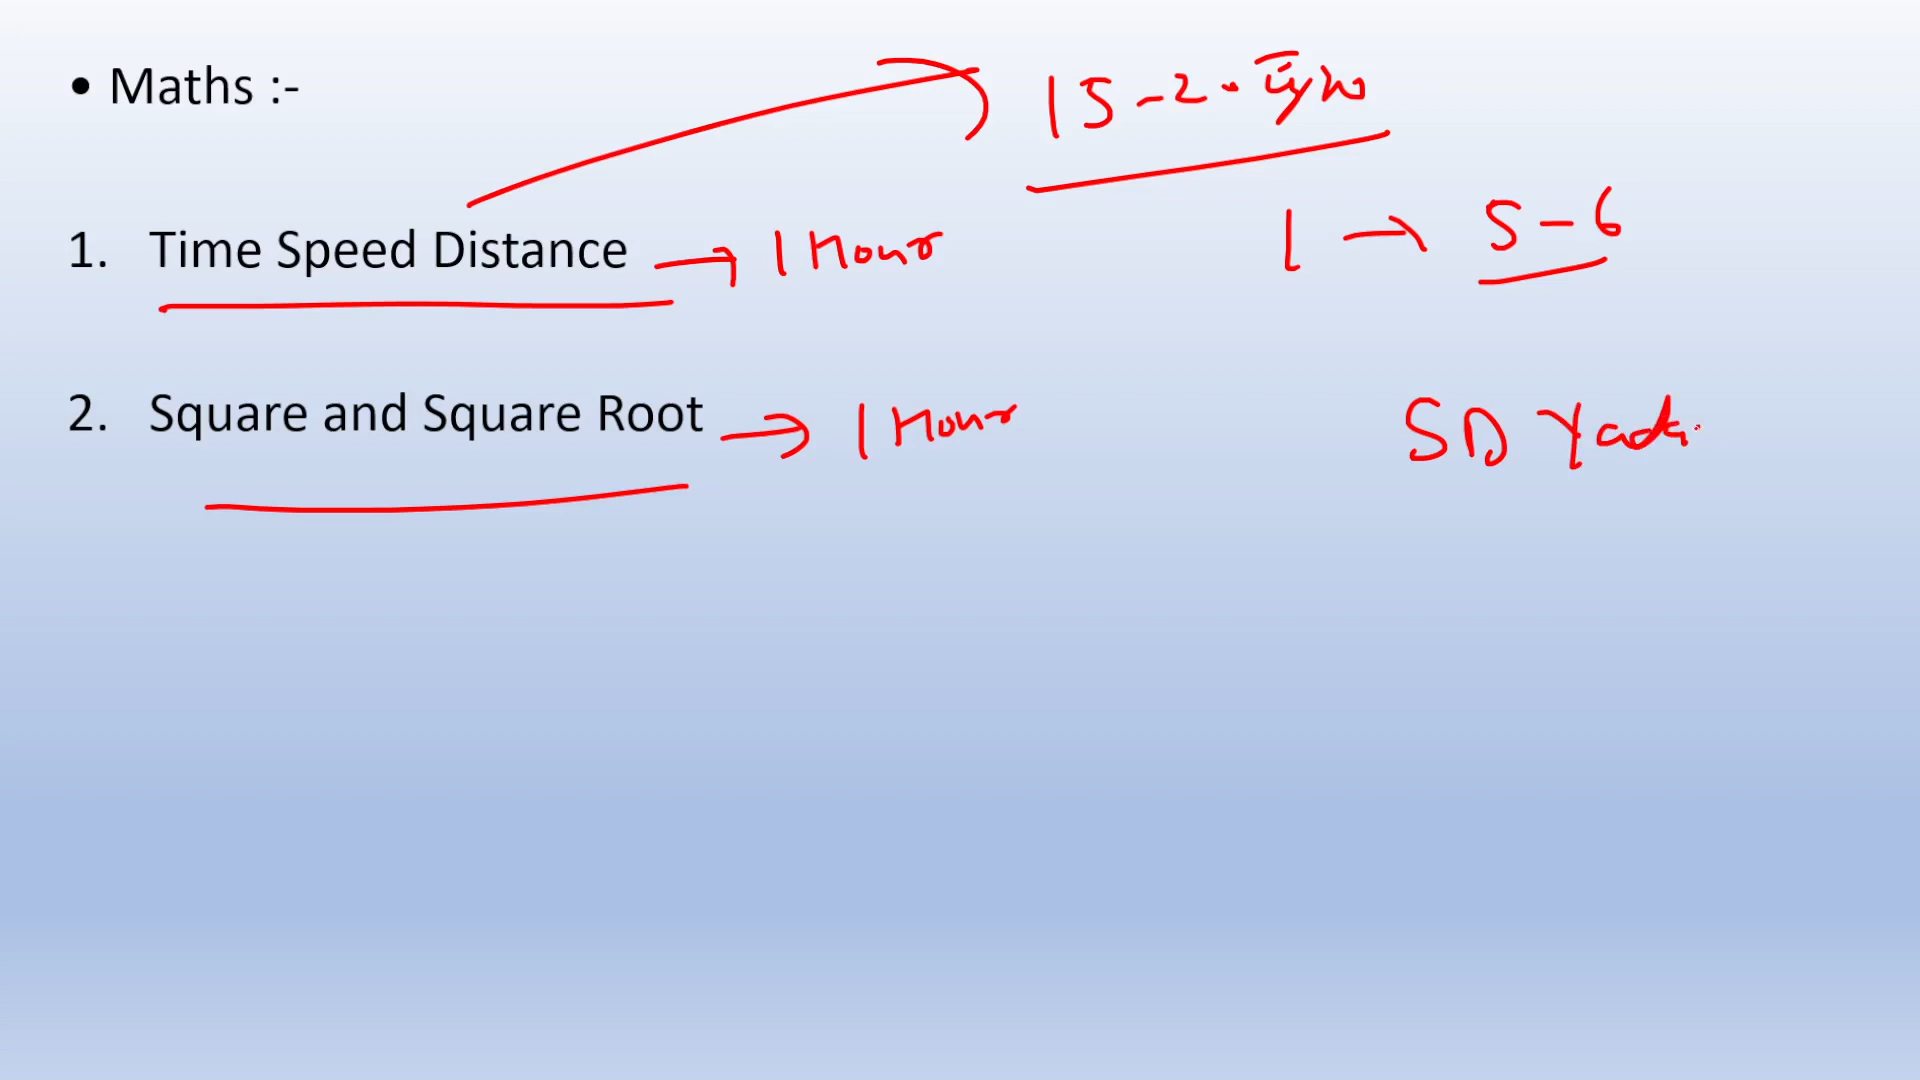 • Maths :-
15-20
1. Time Speed Distance → 1 Hour
1 → 5-6
2. Square and Square Root → 1 Hour
SD Yada